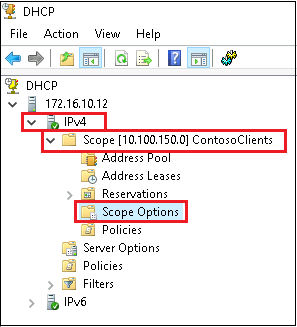 DHCP
File Action View Help
DHCP
172.16.10.12
IPv4
Scope [10.100.150.0] ContosoClients
Address Pool
Address Leases
Reservations
Scope Options
Policies
Server Options
Policies
Filters
IPv6